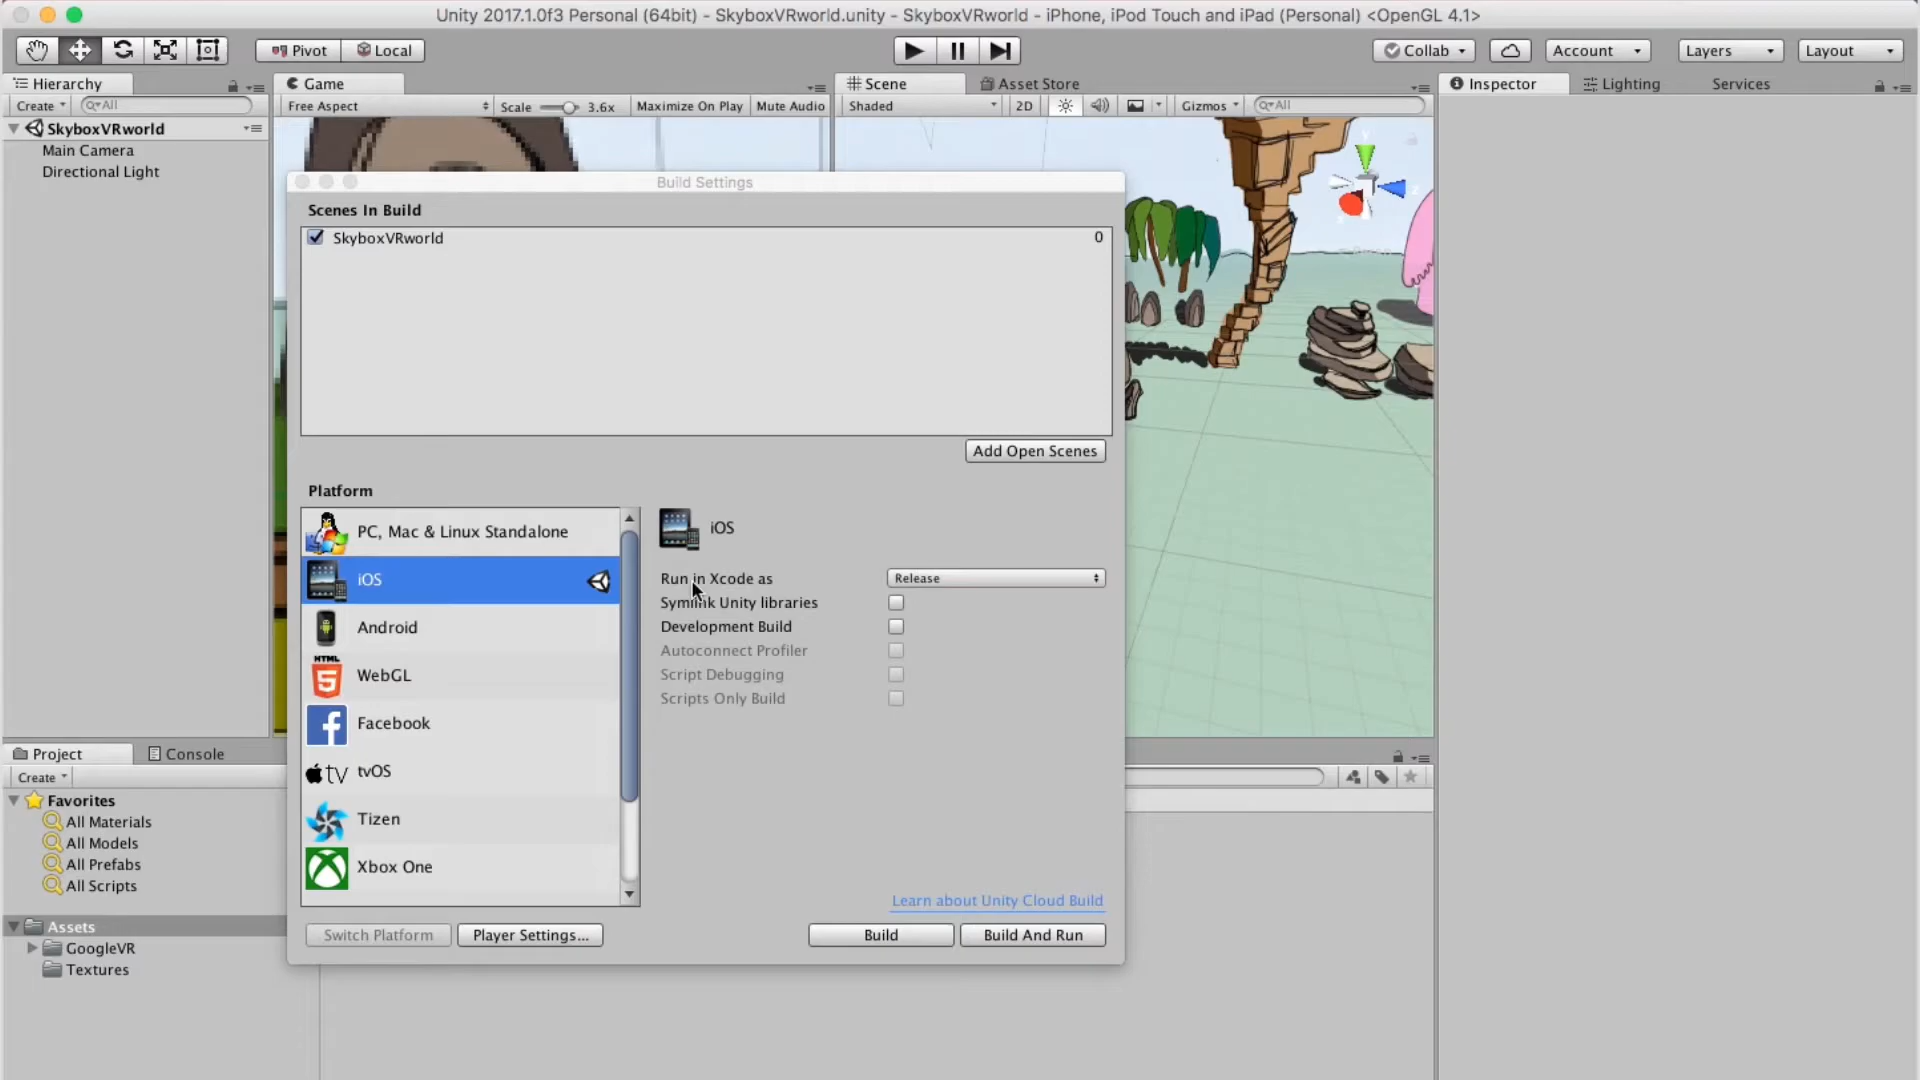 Unity 2017.1.0f3 Personal (64bit) - SkyboxVRworld.unity - SkyboxVRworld - iPhone, iPod Touch and iPad (Personal) <OpenGL 4.1>
Pivot Local Collab Account Layers Layout
Hierarchy Game Scene Asset Store Inspector Lighting Services
Create All Free Aspect Scale 3.6x Maximize On Play Mute Audio Shaded 2D Gizmos All
SkyboxVRworld
Main Camera
Directional Light
Build Settings
Scenes In Build
SkyboxVRworld 0
Add Open Scenes
Platform
PC, Mac & Linux Standalone
iOS
Android
HTML
5
WebGL
Facebook
tv tvOS
Tizen
Xbox One
iOS
Run in Xcode as Release
Symlink Unity libraries
Development Build
Autoconnect Profiler
Script Debugging
Scripts Only Build
Learn about Unity Cloud Build
Switch Platform Player Settings... Build Build And Run
Project Console
Create
Favorites
All Materials
All Models
All Prefabs
All Scripts
Assets
GoogleVR
Textures